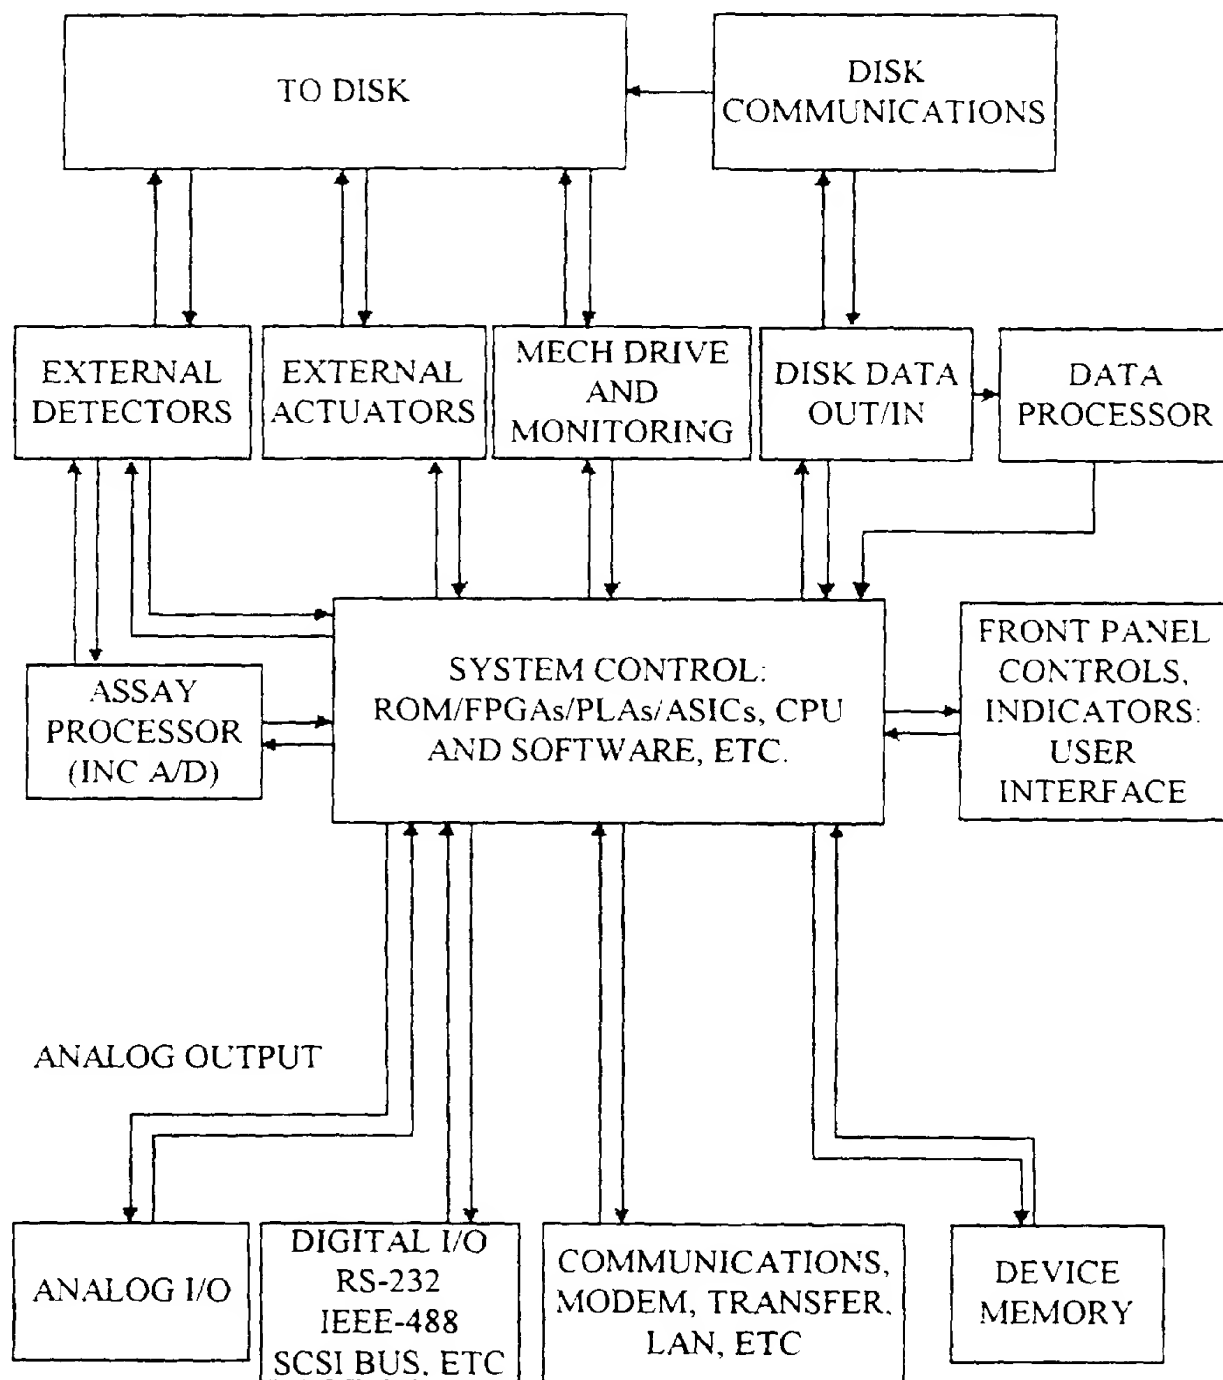 TO DISK
DISK
COMMUNICATIONS
EXTERNAL
DETECTORS
EXTERNAL
ACTUATORS
MECH DRIVE
AND
MONITORING
DISK DATA
OUT/IN
DATA
PROCESSOR
ASSAY
PROCESSOR
(INC A/D)
SYSTEM CONTROL:
ROM/FPGAs/PLAs/ASICs, CPU
AND SOFTWARE, ETC.
FRONT PANEL
CONTROLS,
INDICATORS:
USER
INTERFACE
ANALOG OUTPUT
ANALOG I/O
DIGITAL I/O
RS-232
IEEE-488
SCSI BUS, ETC
COMMUNICATIONS,
MODEM, TRANSFER,
LAN, ETC
DEVICE
MEMORY